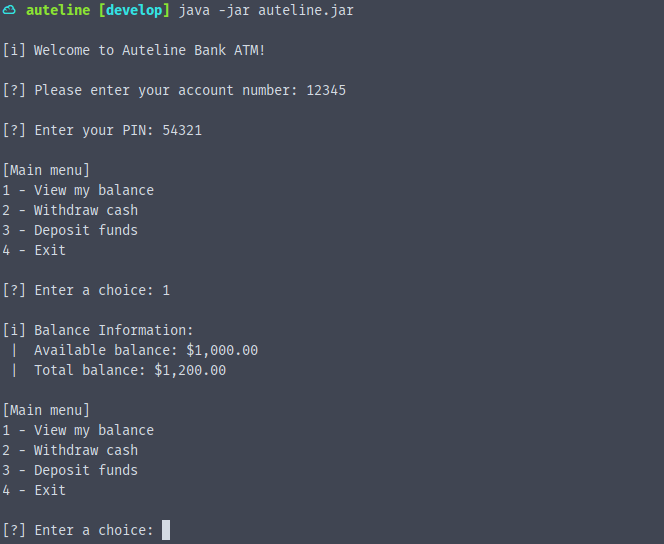 auteline [develop] java -jar auteline.jar
[i] Welcome to Auteline Bank ATM!
[?] Please enter your account number: 12345
[?] Enter your PIN: 54321
[Main menu]
1 - View my balance
2 - Withdraw cash
3 - Deposit funds
4 - Exit
[?] Enter a choice: 1
[i] Balance Information:
| Available balance: $1,000.00
| Total balance: $1,200.00
[Main menu]
1 - View my balance
2 - Withdraw cash
3 - Deposit funds
4 - Exit
[?] Enter a choice: